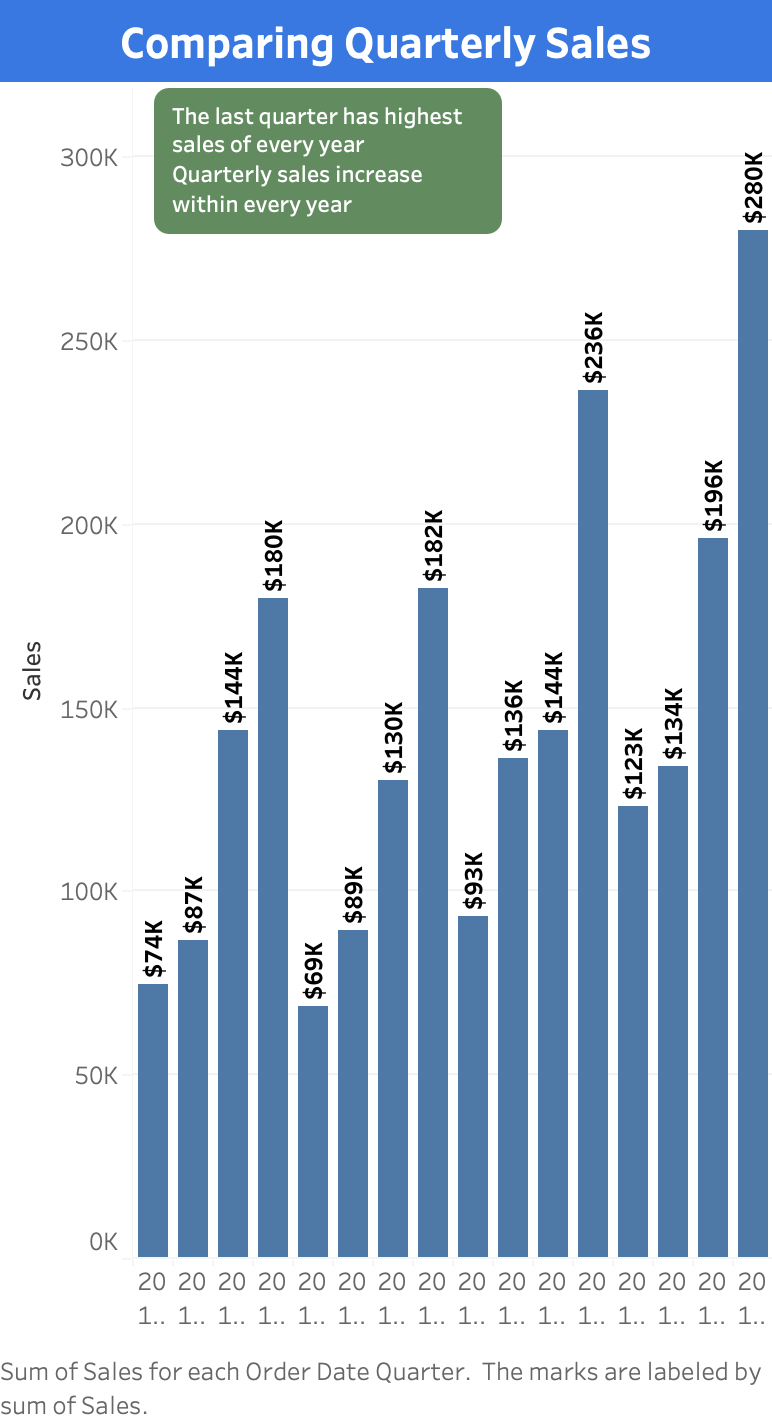 Comparing Quarterly Sales
The last quarter has highest
sales of every year
Quarterly sales increase
within every year
300K
250K
200K
150K
100K
50K
0K
Sales
$74K
$87K
$144K
$180K
$69K
$89K
$130K
$182K
$93K
$136K
$144K
$236K
$123K
$134K
$196K
$280K
20 20 20 20 20 20 20 20 20 20 20 20 20 20 20 20
1.. 1.. 1.. 1.. 1.. 1.. 1.. 1.. 1.. 1.. 1.. 1.. 1.. 1.. 1.. 1..
Sum of Sales for each Order Date Quarter.  The marks are labeled by
sum of Sales.